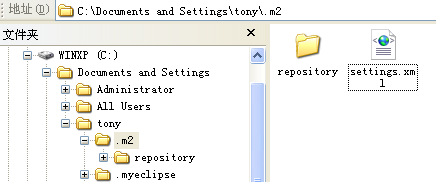 地址(D) C:\Documents and Settings\tony\.m2
文件夹
WINXP (C:)
Documents and Settings
Administrator
All Users
tony
.m2
repository
.myeclipse
repository
settings.xm
l